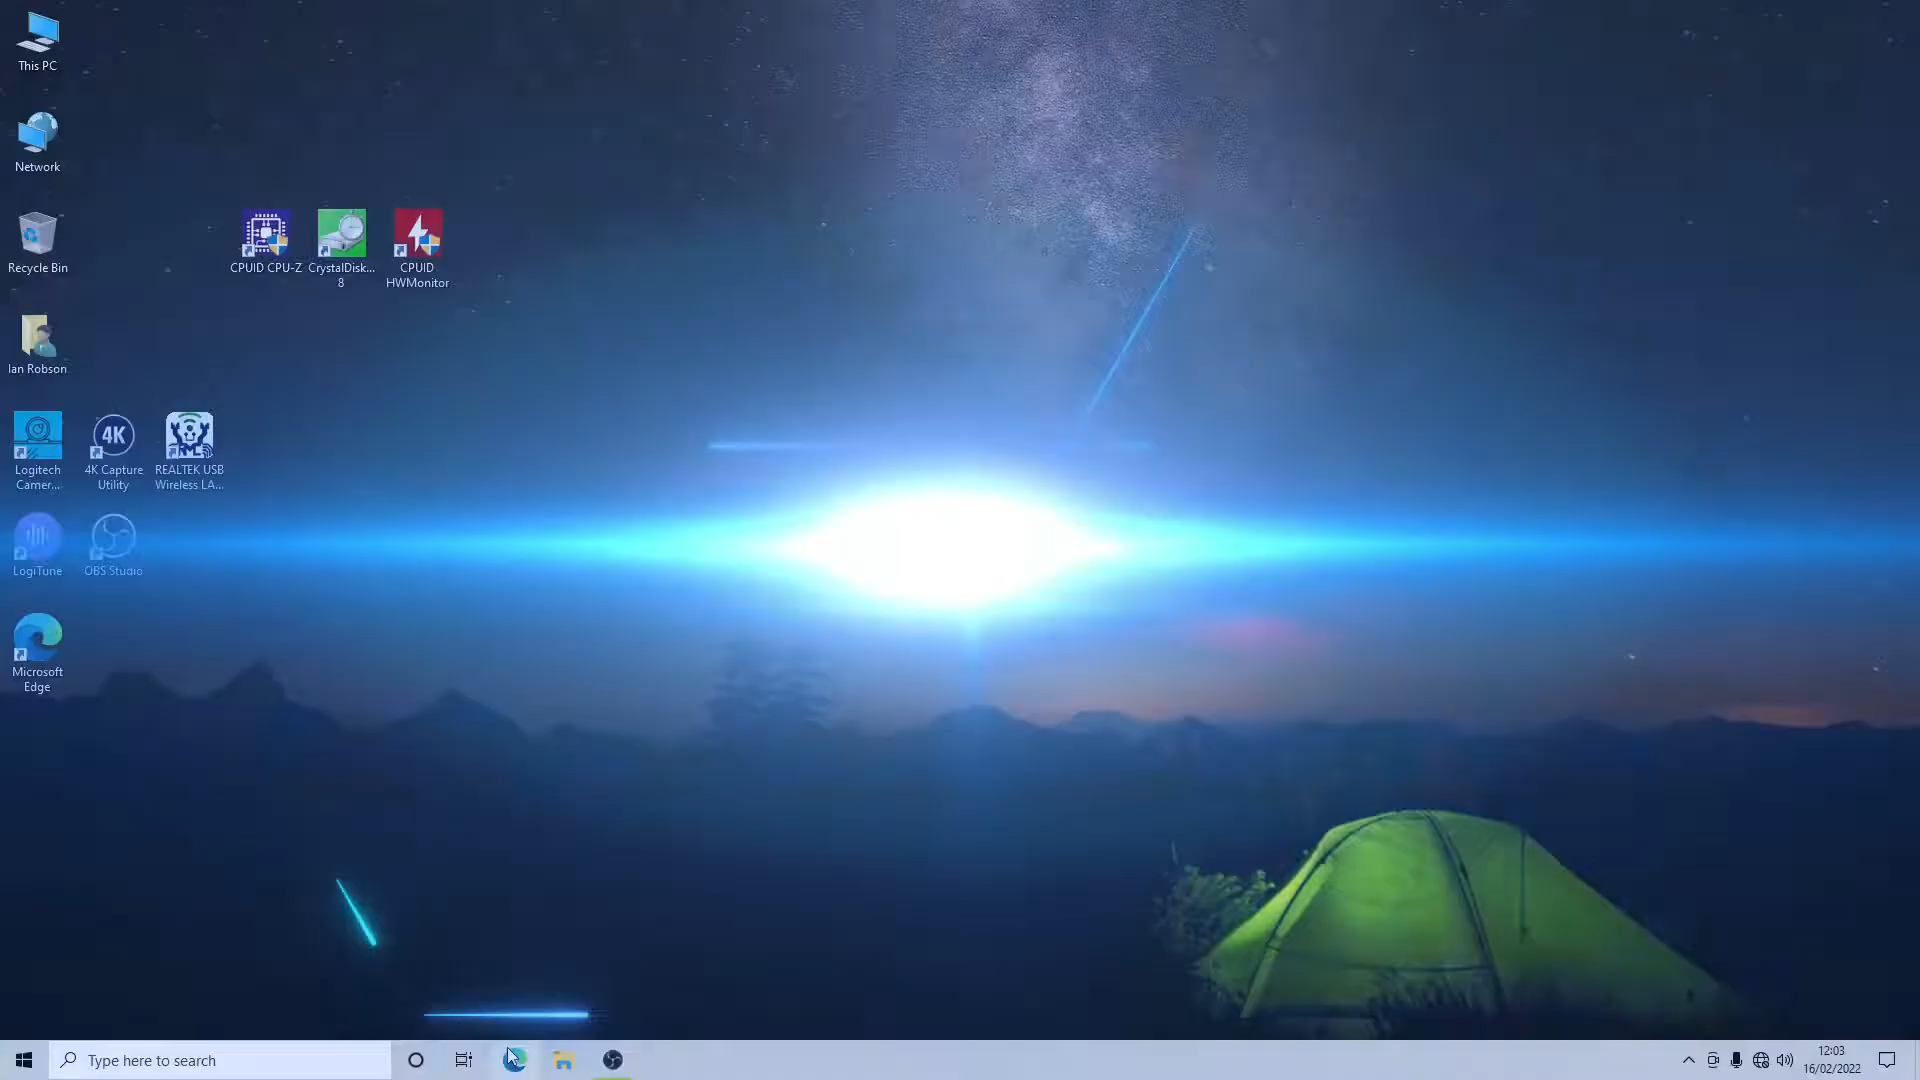 This PC
Network
Recycle Bin
CPUID CPU-Z
CrystalDisk...
8
CPUID
HWMonitor
Ian Robson
Logitech
Camer...
4K
4K Capture
Utility
REALTEK USB
Wireless LA...
LogiTune
OBS Studio
Microsoft
Edge
Type here to search
12:03
16/02/2022